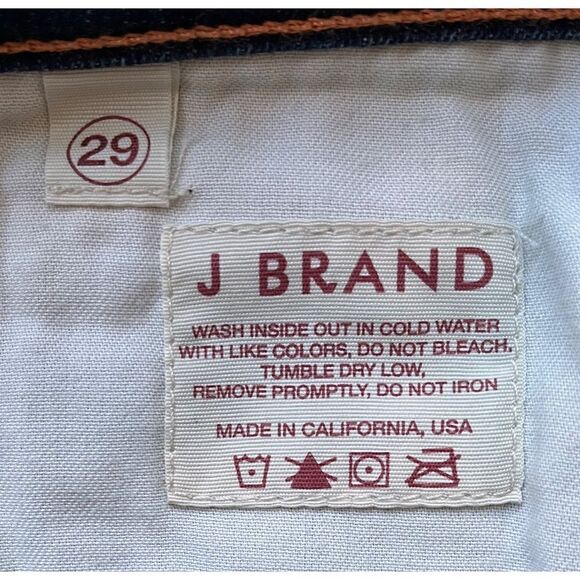 29
J BRAND
WASH INSIDE OUT IN COLD WATER
WITH LIKE COLORS, DO NOT BLEACH.
TUMBLE DRY LOW,
REMOVE PROMPTLY, DO NOT IRON
MADE IN CALIFORNIA, USA